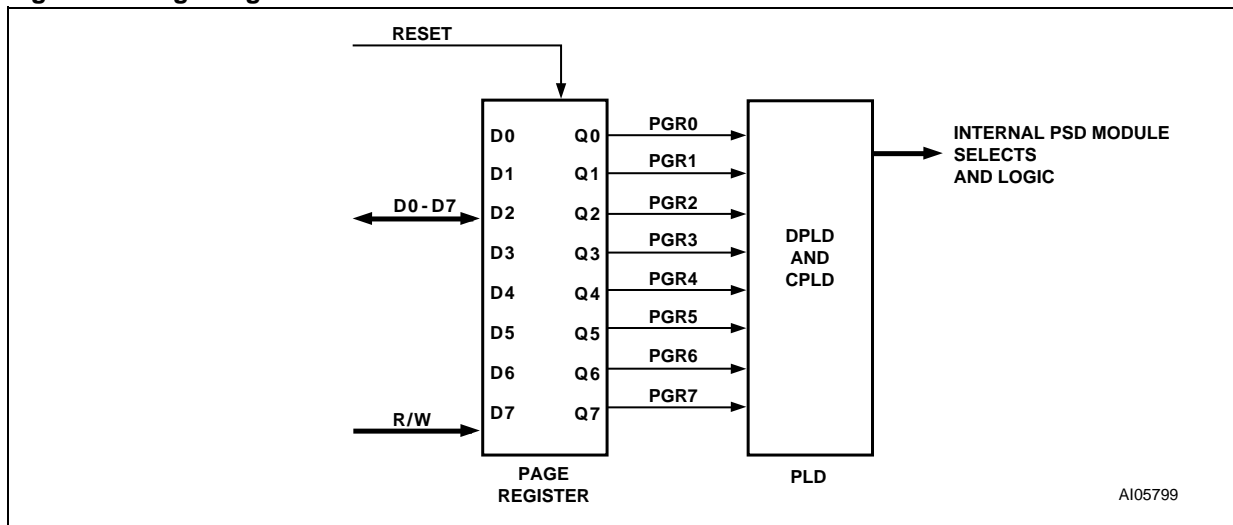 RESET
D0 Q0 PGR0
D1 Q1 PGR1
D0-D7 D2 Q2 PGR2
D3 Q3 PGR3
D4 Q4 PGR4
D5 Q5 PGR5
D6 Q6 PGR6
R/W D7 Q7 PGR7
PAGE
REGISTER
DPLD
AND
CPLD
PLD
INTERNAL PSD MODULE
SELECTS
AND LOGIC
AI05799